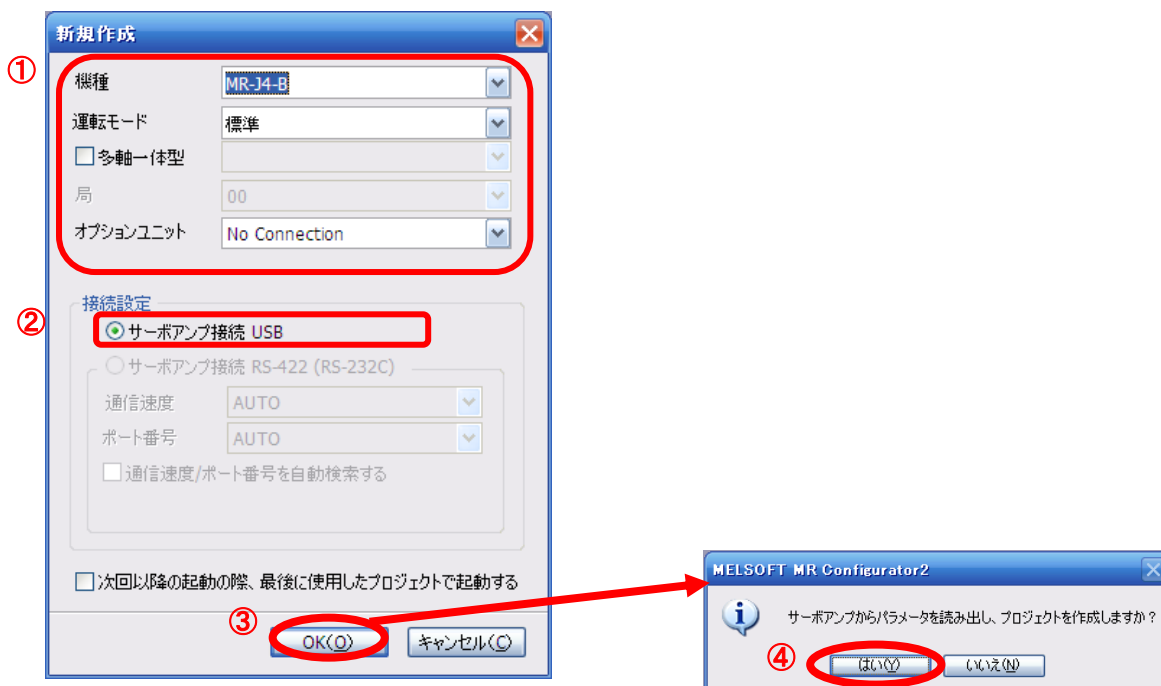 新規作成
①
機種 MR-J4-B
運転モード 標準
多軸一体型
局 00
オプションユニット No Connection
接続設定
②
サーボアンプ接続 USB
サーボアンプ接続 RS-422 (RS-232C)
通信速度 AUTO
ポート番号 AUTO
通信速度/ポート番号を自動検索する
次回以降の起動の際、最後に使用したプロジェクトで起動する
③
OK(O) キャンセル(C)
MELSOFT MR Configurator2
サーボアンプからパラメータを読み出し、プロジェクトを作成しますか?
④
はい(Y) いいえ(N)